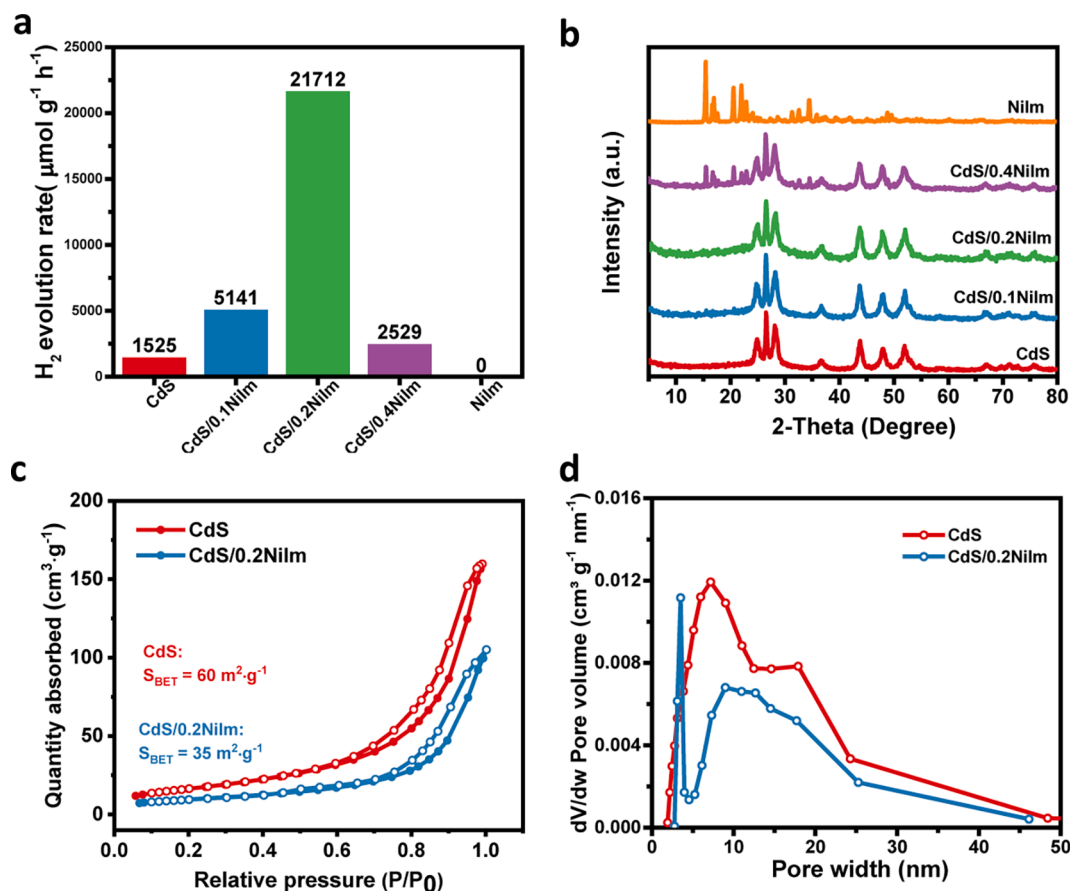 a
H₂ evolution rate( μmol g⁻¹ h⁻¹)
25000
20000
15000
10000
5000
0
1525
5141
21712
2529
0
CdS
CdS/0.1NiIm
CdS/0.2NiIm
CdS/0.4NiIm
NiIm
b
Intensity (a.u.)
NiIm
CdS/0.4NiIm
CdS/0.2NiIm
CdS/0.1NiIm
CdS
10 20 30 40 50 60 70 80
2-Theta (Degree)
c
Quantity absorbed (cm³·g⁻¹)
200
150
100
50
0
CdS
CdS/0.2NiIm
CdS:
S_BET = 60 m²·g⁻¹
CdS/0.2NiIm:
S_BET = 35 m²·g⁻¹
0.0 0.2 0.4 0.6 0.8 1.0
Relative pressure (P/P0)
d
dV/dw Pore volume (cm³ g⁻¹ nm⁻¹)
0.016
0.012
0.008
0.004
0.000
CdS
CdS/0.2NiIm
0 10 20 30 40 50
Pore width (nm)